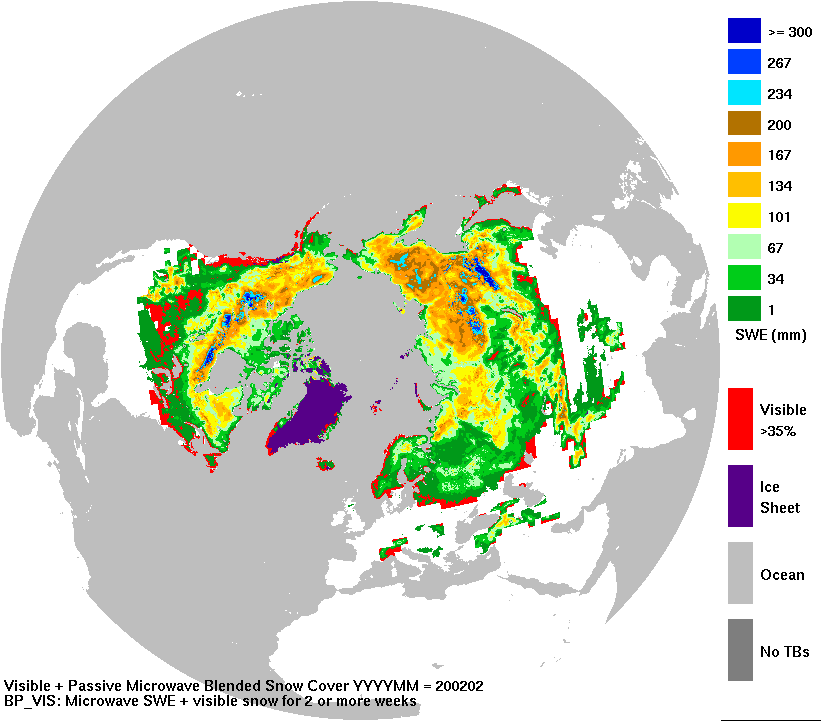 >= 300
267
234
200
167
134
101
67
34
1
SWE (mm)
Visible
>35%
Ice
Sheet
Ocean
No TBs
Visible + Passive Microwave Blended Snow Cover YYYYMM = 200202
BP_VIS: Microwave SWE + visible snow for 2 or more weeks